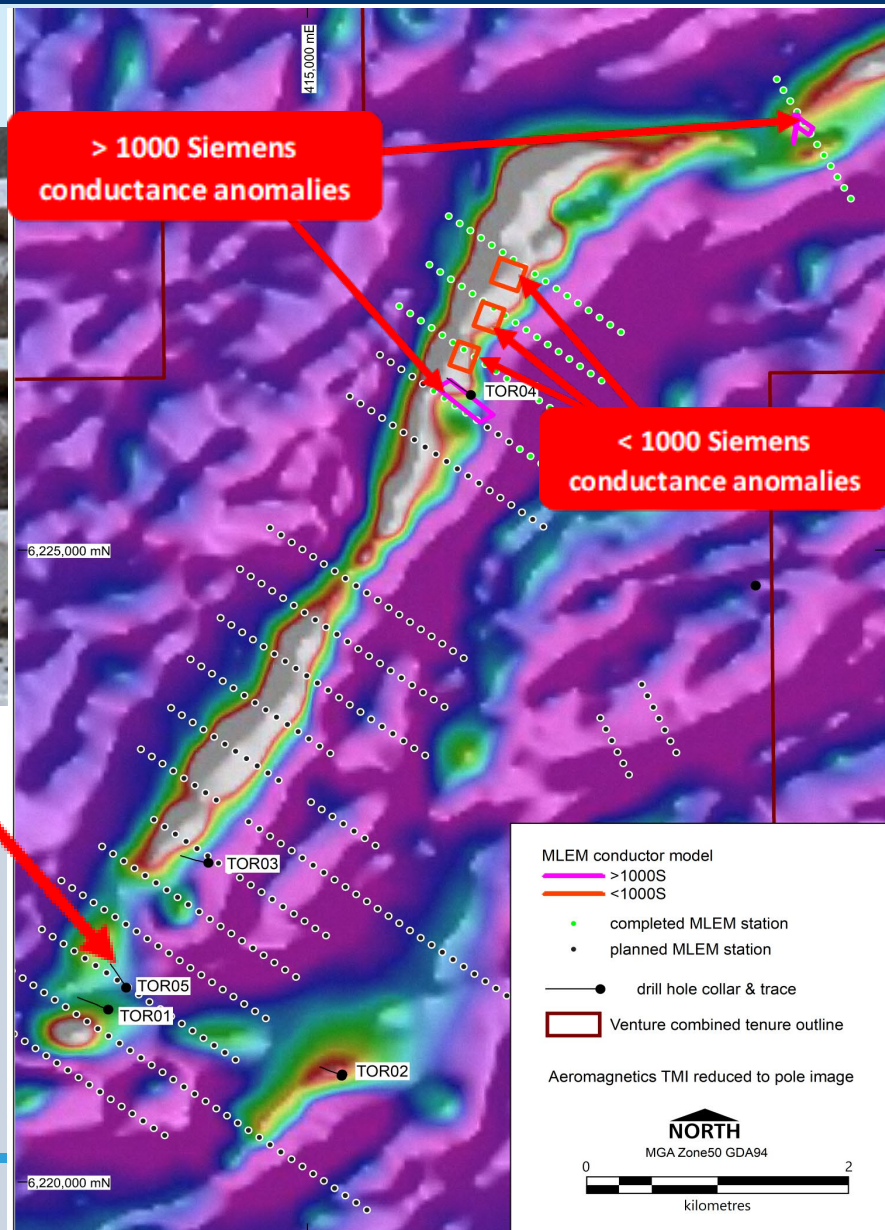 415,000 mE
> 1000 Siemens
conductance anomalies
TOR04
< 1000 Siemens
conductance anomalies
6,225,000 mN
TOR03
TOR05
TOR01
TOR02
6,220,000 mN
MLEM conductor model
>1000S
<1000S
completed MLEM station
planned MLEM station
drill hole collar & trace
Venture combined tenure outline
Aeromagnetics TMI reduced to pole image
NORTH
MGA Zone50 GDA94
0 2
kilometres